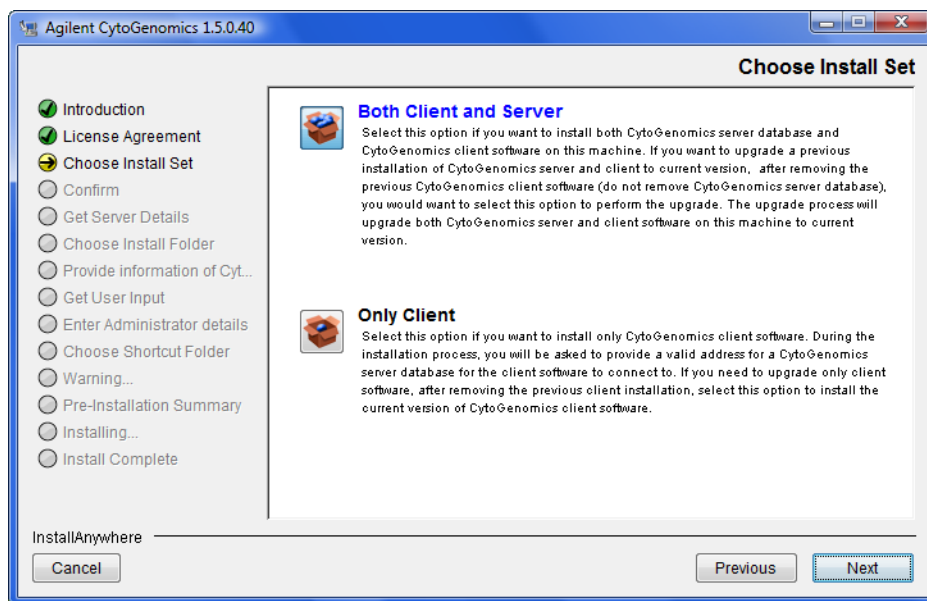 Agilent CytoGenomics 1.5.0.40
Choose Install Set
Introduction
License Agreement
Choose Install Set
Confirm
Get Server Details
Choose Install Folder
Provide information of Cyt...
Get User Input
Enter Administrator details
Choose Shortcut Folder
Warning...
Pre-Installation Summary
Installing...
Install Complete
Both Client and Server
Select this option if you want to install both CytoGenomics server database and
CytoGenomics client software on this machine. If you want to upgrade a previous
installation of CytoGenomics server and client to current version, after removing the
previous CytoGenomics client software (do not remove CytoGenomics server database),
you would want to select this option to perform the upgrade. The upgrade process will
upgrade both CytoGenomics server and client software on this machine to current
version.
Only Client
Select this option if you want to install only CytoGenomics client software. During the
installation process, you will be asked to provide a valid address for a CytoGenomics
server database for the client software to connect to. If you need to upgrade only client
software, after removing the previous client installation, select this option to install the
current version of CytoGenomics client software.
InstallAnywhere
Cancel
Previous
Next